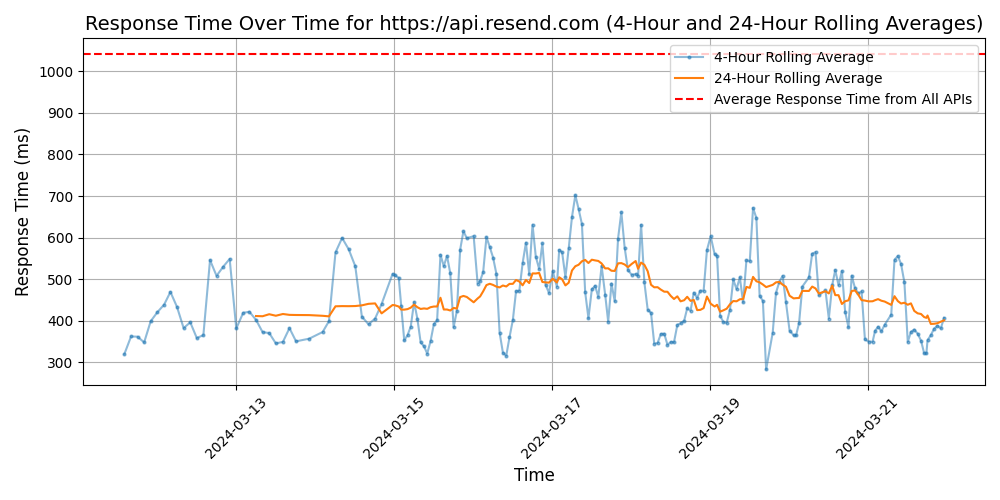 Response Time Over Time for https://api.resend.com (4-Hour and 24-Hour Rolling Averages)
4-Hour Rolling Average
24-Hour Rolling Average
Average Response Time from All APIs
Response Time (ms)
1000
900
800
700
600
500
400
300
2024-03-13
2024-03-15
2024-03-17
2024-03-19
2024-03-21
Time